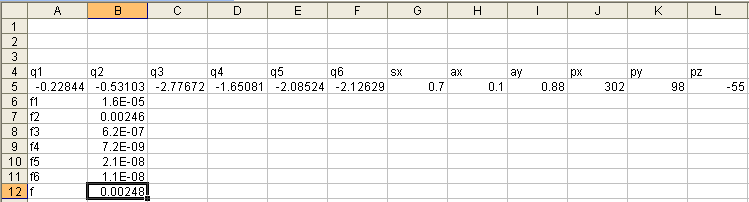 A B C D E F G H I J K L
1
2
3
4 q1 q2 q3 q4 q5 q6 sx ax ay px py pz
5 -0.22844 -0.53103 -2.77672 -1.65081 -2.08524 -2.12629 0.7 0.1 0.88 302 98 -55
6 f1 1.6E-05
7 f2 0.00246
8 f3 6.2E-07
9 f4 7.2E-09
10 f5 2.1E-08
11 f6 1.1E-08
12 f 0.00248